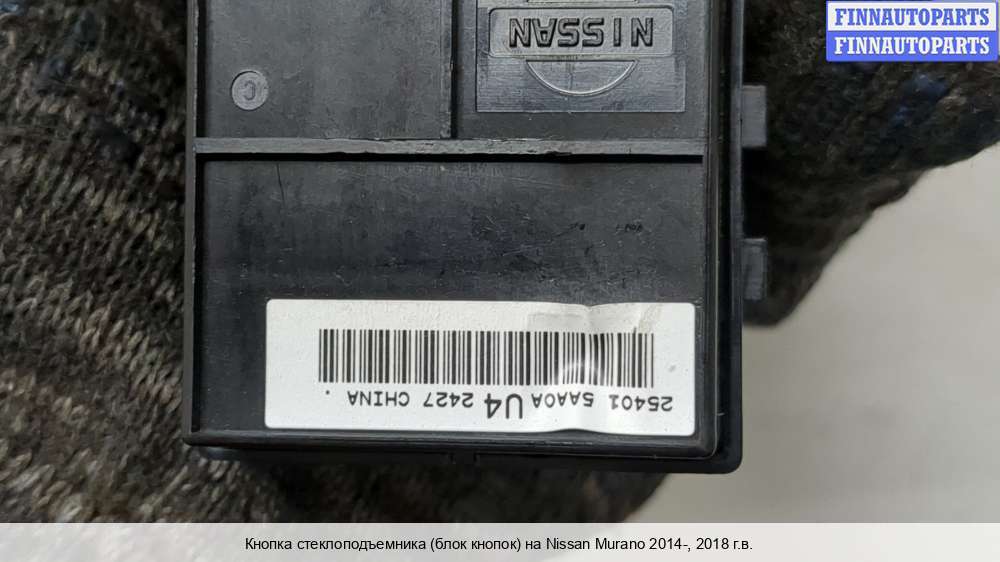 FINNAUTOPARTS
FINNAUTOPARTS
NISSAN
C
25401 5AA0A U4 2427 CHINA .
Кнопка стеклоподъемника (блок кнопок) на Nissan Murano 2014-, 2018 г.в.